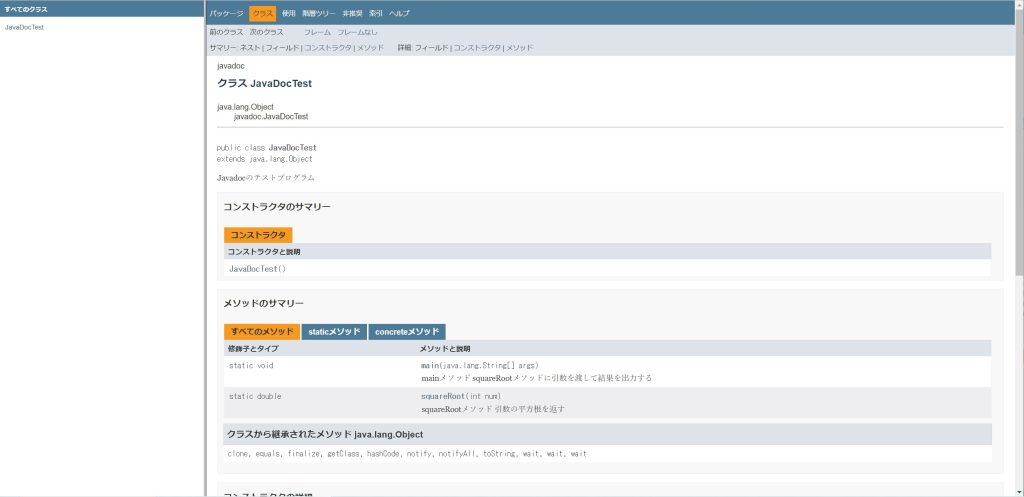 すべてのクラス
JavaDocTest
パッケージ クラス 使用 階層ツリー 非推奨 索引 ヘルプ
前のクラス 次のクラス フレーム フレームなし
サマリー: ネスト | フィールド | コンストラクタ | メソッド 詳細: フィールド | コンストラクタ | メソッド
javadoc
クラス JavaDocTest
java.lang.Object
javadoc.JavaDocTest
public class JavaDocTest
extends java.lang.Object
Javadocのテストプログラム
コンストラクタのサマリー
コンストラクタ
コンストラクタと説明
JavaDocTest()
メソッドのサマリー
すべてのメソッド staticメソッド concreteメソッド
修飾子とタイプ メソッドと説明
static void main(java.lang.String[] args)
mainメソッド squareRootメソッドに引数を渡して結果を出力する
static double squareRoot(int num)
squareRootメソッド 引数の平方根を返す
クラスから継承されたメソッド java.lang.Object
clone, equals, finalize, getClass, hashCode, notify, notifyAll, toString, wait, wait, wait
コンストラクタの詳細